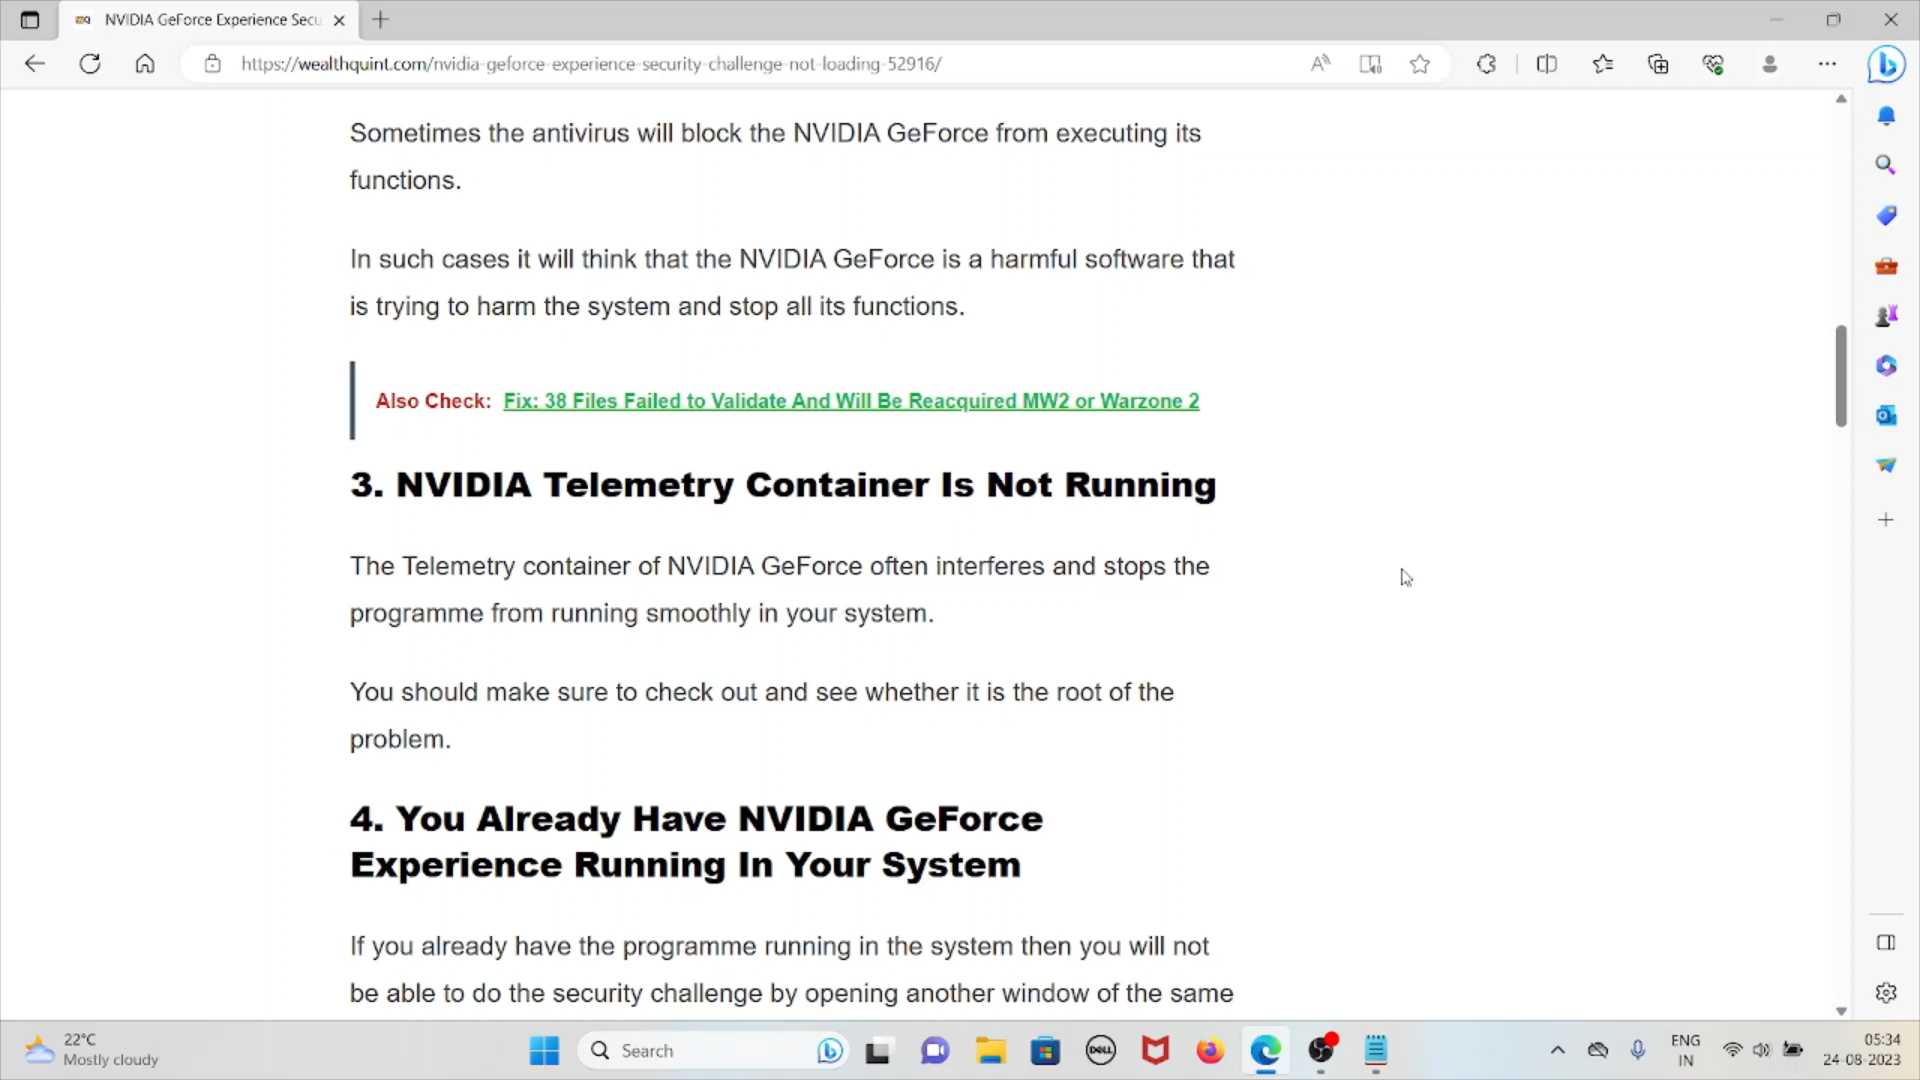 NVIDIA GeForce Experience Secu
https://wealthquint.com/nvidia-geforce-experience-security-challenge-not-loading-52916/
Sometimes the antivirus will block the NVIDIA GeForce from executing its
functions.
In such cases it will think that the NVIDIA GeForce is a harmful software that
is trying to harm the system and stop all its functions.
Also Check: Fix: 38 Files Failed to Validate And Will Be Reacquired MW2 or Warzone 2
3. NVIDIA Telemetry Container Is Not Running
The Telemetry container of NVIDIA GeForce often interferes and stops the
programme from running smoothly in your system.
You should make sure to check out and see whether it is the root of the
problem.
4. You Already Have NVIDIA GeForce
Experience Running In Your System
If you already have the programme running in the system then you will not
be able to do the security challenge by opening another window of the same
22°C
Mostly cloudy
Search
DELL
ENG
IN
05:34
24-08-2023